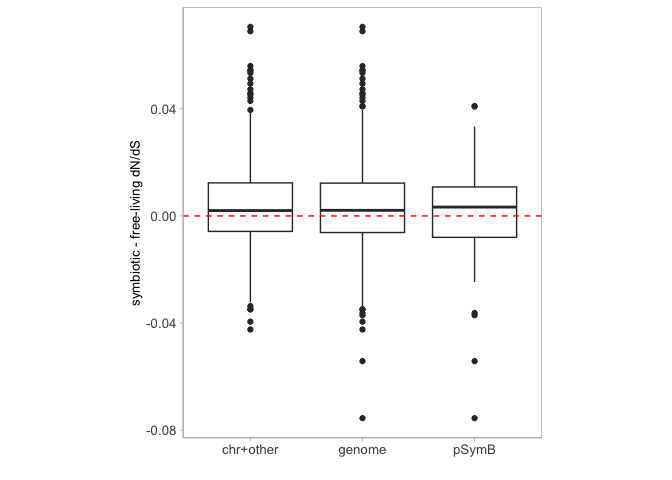 symbiotic - free-living dN/dS
0.04
0.00
-0.04
-0.08
chr+other genome pSymB